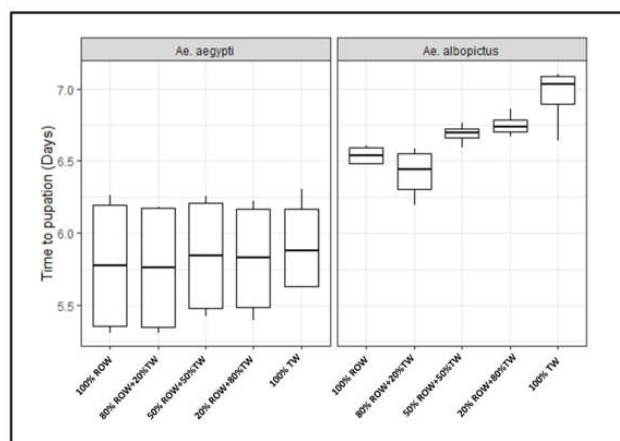 Ae. aegypti
Ae. albopictus
Time to pupation (Days)
7.0
6.5
6.0
5.5
100% ROW
80% ROW+20%TW
50% ROW+50%TW
20% ROW+80%TW
100% TW
100% ROW
80% ROW+20%TW
50% ROW+50%TW
20% ROW+80%TW
100% TW